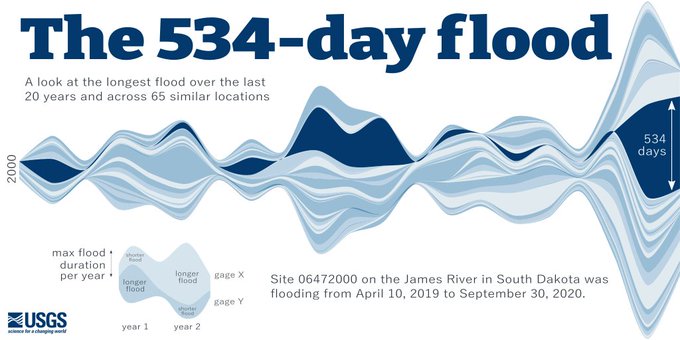 The 534-day flood
A look at the longest flood over the last
20 years and across 65 similar locations
2000
534
days
max flood
duration
per year
shorter
flood
longer
flood
longer
flood
shorter
flood
gage X
gage Y
year 1
year 2
Site 06472000 on the James River in South Dakota was
flooding from April 10, 2019 to September 30, 2020.
USGS
science for a changing world